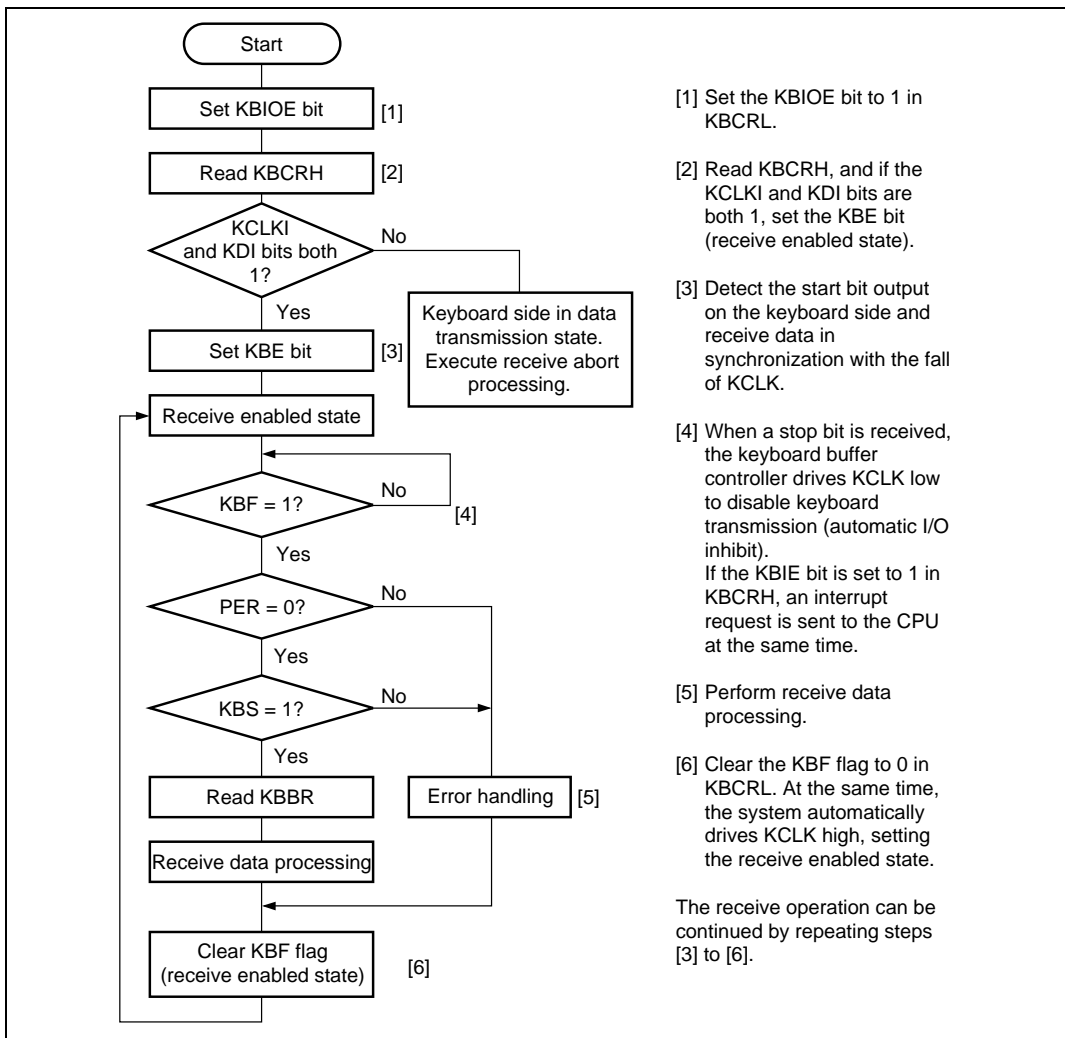 Start
Set KBIOE bit
[1]
Read KBCRH
[2]
KCLKI
and KDI bits both
1?
No
Yes
Keyboard side in data
transmission state.
Execute receive abort
processing.
Set KBE bit
[3]
Receive enabled state
KBF = 1?
No
[4]
Yes
PER = 0?
No
Yes
KBS = 1?
No
Yes
Read KBBR
Error handling
[5]
Receive data processing
Clear KBF flag
(receive enabled state)
[6]
[1] Set the KBIOE bit to 1 in
KBCRL.
[2] Read KBCRH, and if the
KCLKI and KDI bits are
both 1, set the KBE bit
(receive enabled state).
[3] Detect the start bit output
on the keyboard side and
receive data in
synchronization with the fall
of KCLK.
[4] When a stop bit is received,
the keyboard buffer
controller drives KCLK low
to disable keyboard
transmission (automatic I/O
inhibit).
If the KBIE bit is set to 1 in
KBCRH, an interrupt
request is sent to the CPU
at the same time.
[5] Perform receive data
processing.
[6] Clear the KBF flag to 0 in
KBCRL. At the same time,
the system automatically
drives KCLK high, setting
the receive enabled state.
The receive operation can be
continued by repeating steps
[3] to [6].